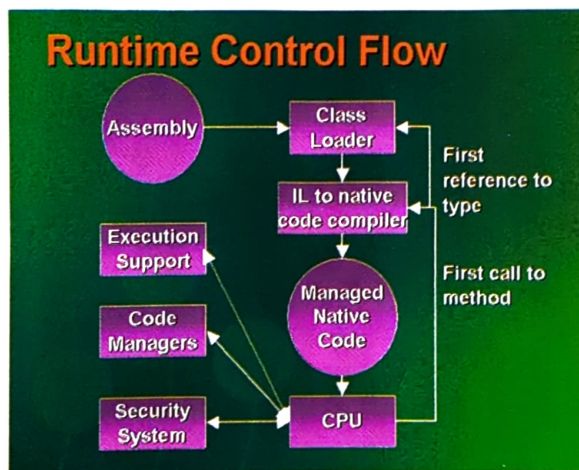 Runtime Control Flow
Assembly
Class
Loader
First
reference to
type
IL to native
code compiler
Execution
Support
First call to
method
Managed
Native
Code
Code
Managers
Security
System
CPU